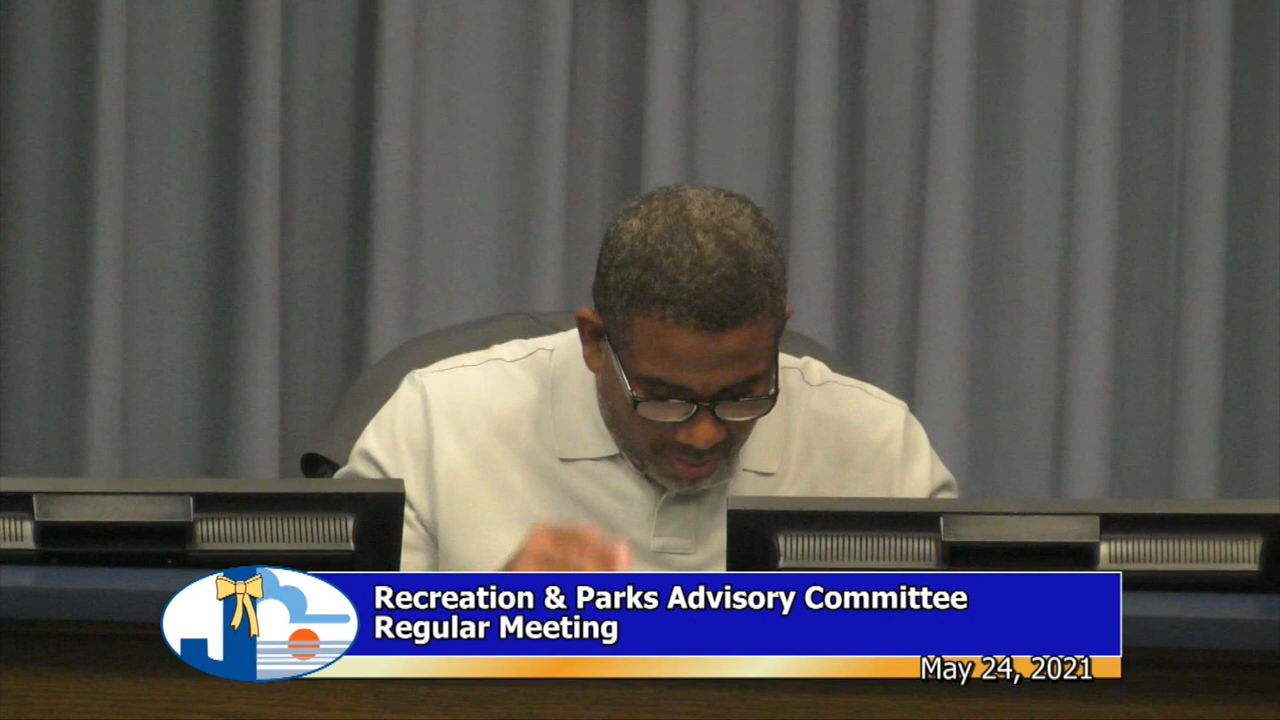 Recreation & Parks Advisory Committee
Regular Meeting
May 24, 2021